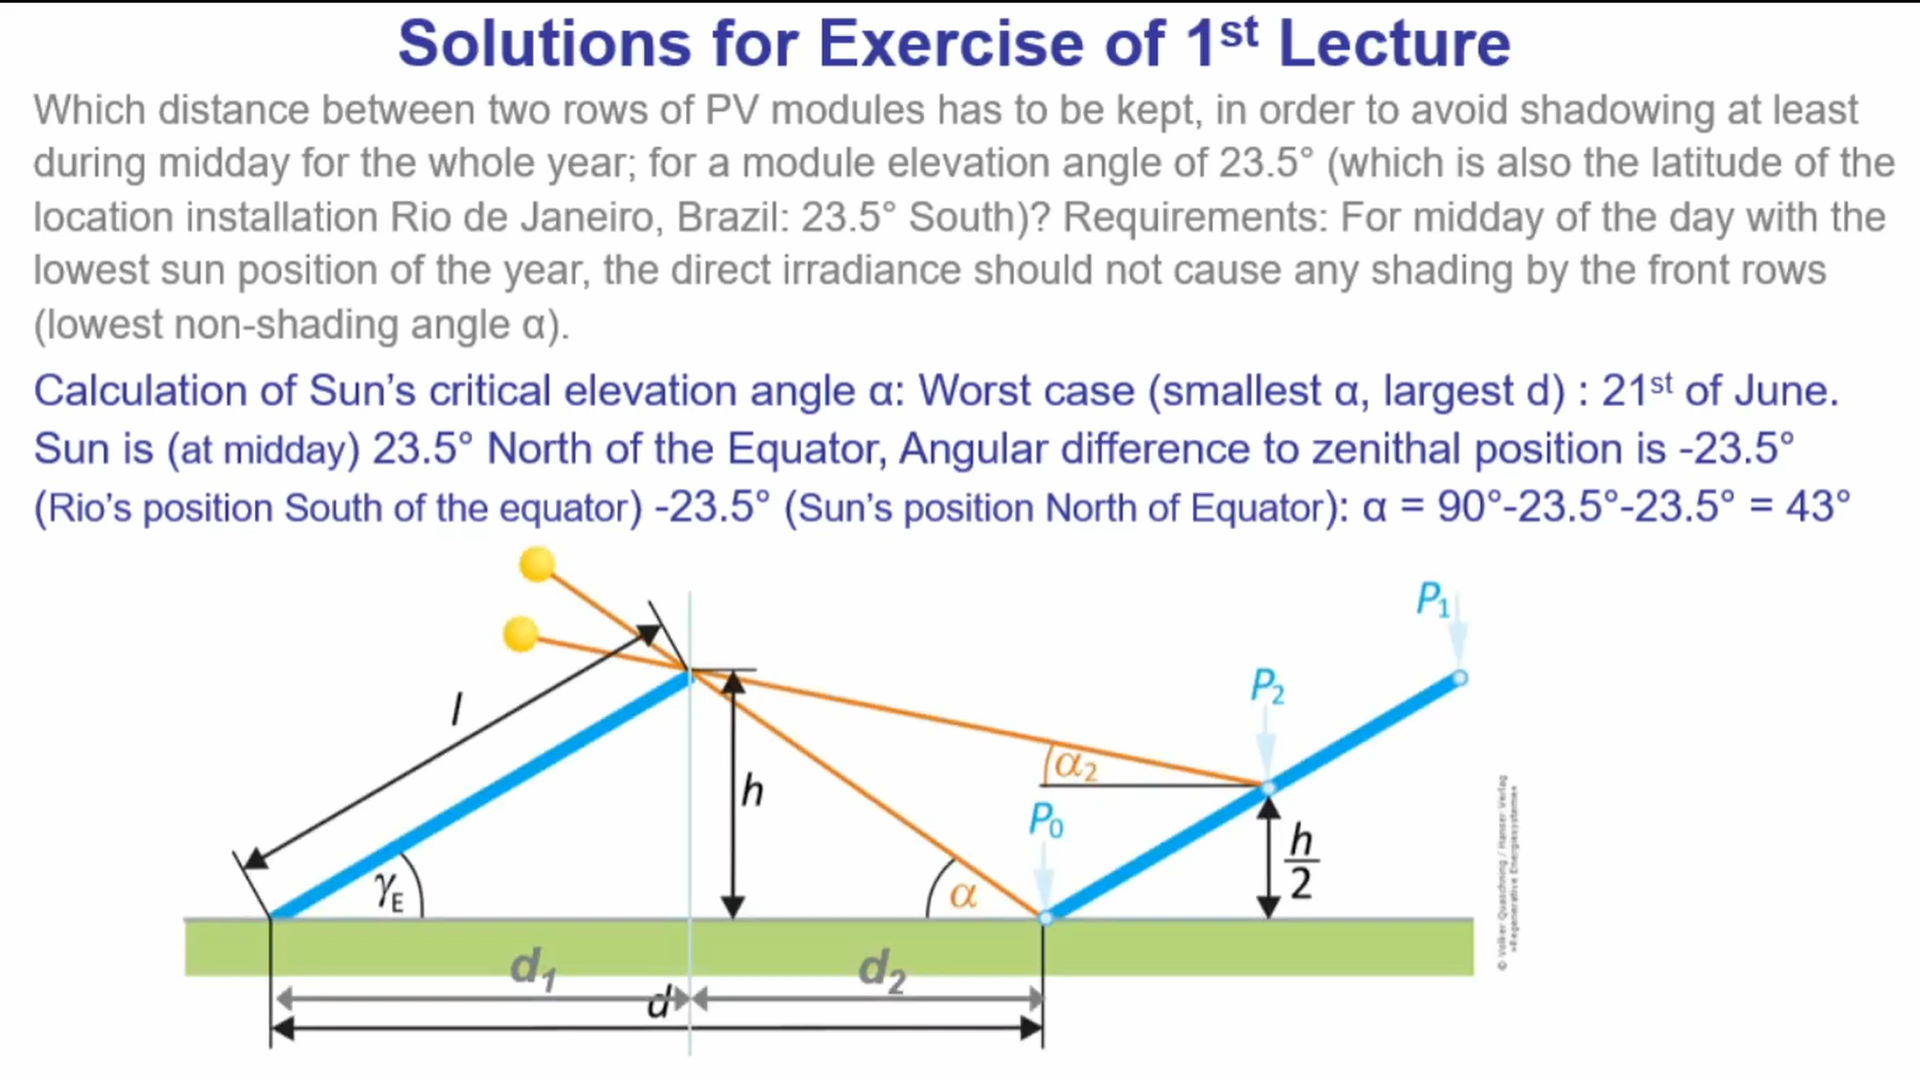 Solutions for Exercise of 1st Lecture
Which distance between two rows of PV modules has to be kept, in order to avoid shadowing at least
during midday for the whole year; for a module elevation angle of 23.5° (which is also the latitude of the
location installation Rio de Janeiro, Brazil: 23.5° South)? Requirements: For midday of the day with the
lowest sun position of the year, the direct irradiance should not cause any shading by the front rows
(lowest non-shading angle α).
Calculation of Sun's critical elevation angle α: Worst case (smallest α, largest d) : 21st of June.
Sun is (at midday) 23.5° North of the Equator, Angular difference to zenithal position is -23.5°
(Rio's position South of the equator) -23.5° (Sun's position North of Equator): α = 90°-23.5°-23.5° = 43°
P1
P2
l
α2
h
P0
h
2
γE
α
d1
d2
d
© Volker Quaschning / Hanser Verlag
»Regenerative Energiesysteme«